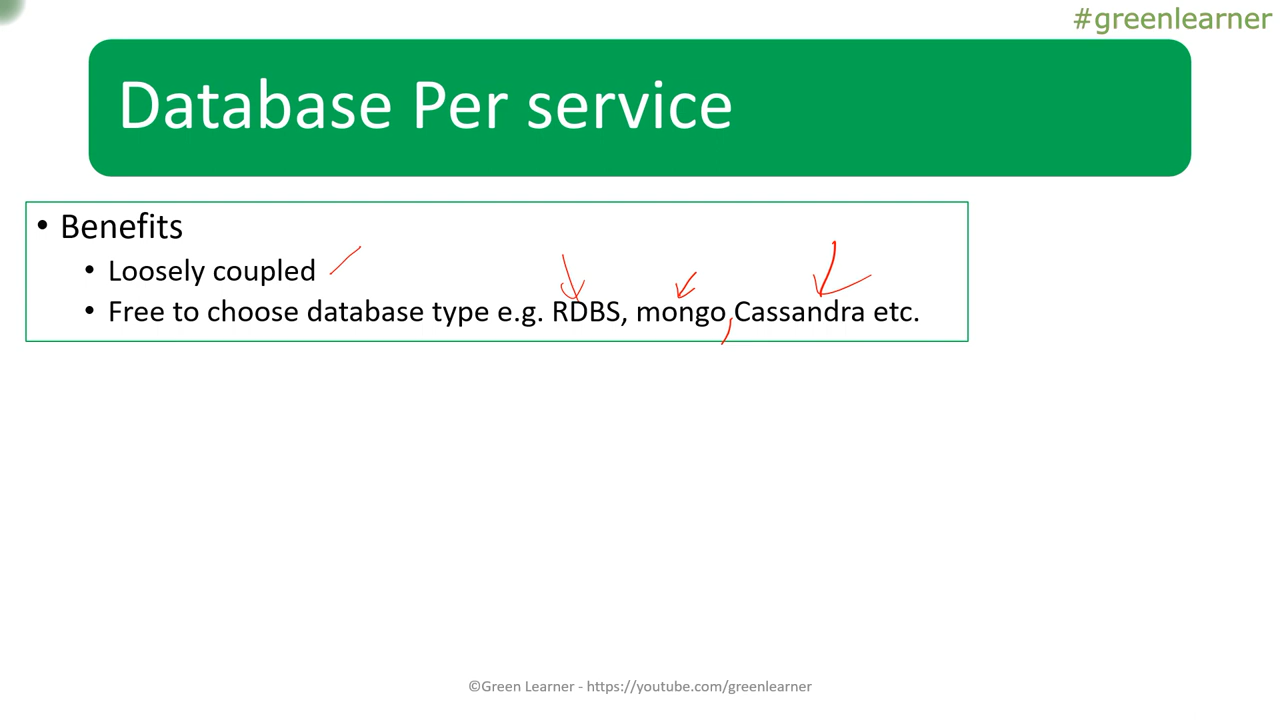 #greenlearner
Database Per service
• Benefits
• Loosely coupled
• Free to choose database type e.g. RDBS, mongo,Cassandra etc.
©Green Learner - https://youtube.com/greenlearner